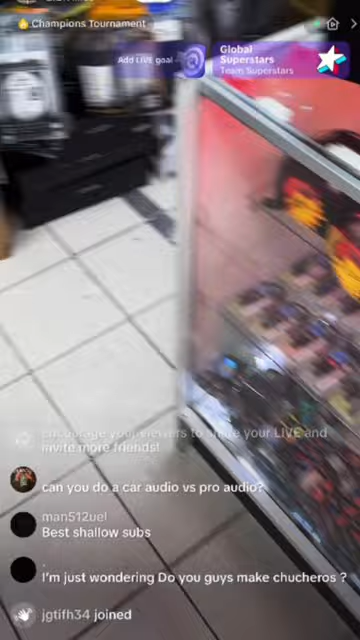 Champions Tournament
Add LIVE goal
Global
Superstars
Team Superstars
encourage your viewers to share your LIVE and
invite more friends!
can you do a car audio vs pro audio?
man512uel
Best shallow subs
.
I'm just wondering Do you guys make chucheros ?
jgtifh34 joined